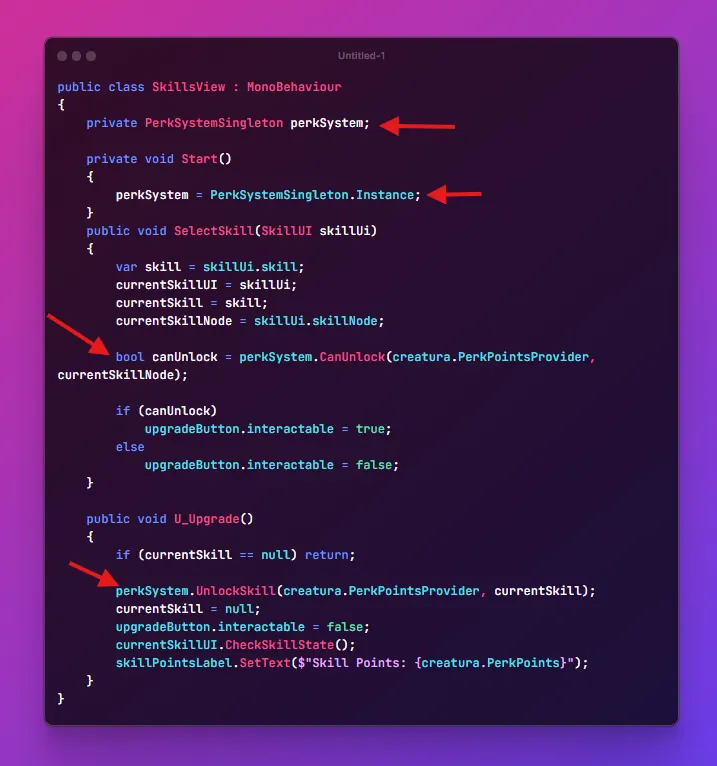 Untitled-1
public class SkillsView : MonoBehaviour
{
    private PerkSystemSingleton perkSystem;

    private void Start()
    {
        perkSystem = PerkSystemSingleton.Instance;
    }
    public void SelectSkill(SkillUI skillUi)
    {
        var skill = skillUi.skill;
        currentSkillUI = skillUi;
        currentSkill = skill;
        currentSkillNode = skillUi.skillNode;

        bool canUnlock = perkSystem.CanUnlock(creatura.PerkPointsProvider,
currentSkillNode);

        if (canUnlock)
            upgradeButton.interactable = true;
        else
            upgradeButton.interactable = false;
    }

    public void U_Upgrade()
    {
        if (currentSkill == null) return;

        perkSystem.UnlockSkill(creatura.PerkPointsProvider, currentSkill);
        currentSkill = null;
        upgradeButton.interactable = false;
        currentSkillUI.CheckSkillState();
        skillPointsLabel.SetText($"Skill Points: {creatura.PerkPoints}");
    }
}